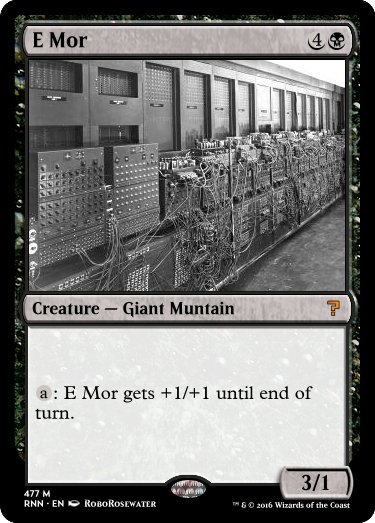 E Mor 4
Creature — Giant Muntain
?
a: E Mor gets +1/+1 until end of
turn.
3/1
477 M
RNN • EN RoboRosewater
™ & © 2016 Wizards of the Coast